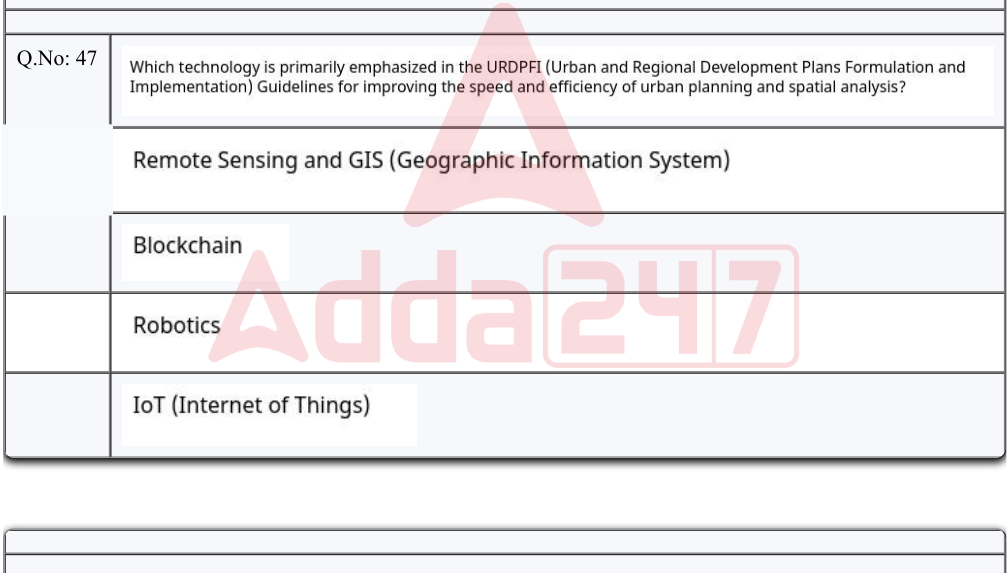 Q.No: 47
Which technology is primarily emphasized in the URDPFI (Urban and Regional Development Plans Formulation and
Implementation) Guidelines for improving the speed and efficiency of urban planning and spatial analysis?
Remote Sensing and GIS (Geographic Information System)
Blockchain
Robotics
IoT (Internet of Things)
Adda247